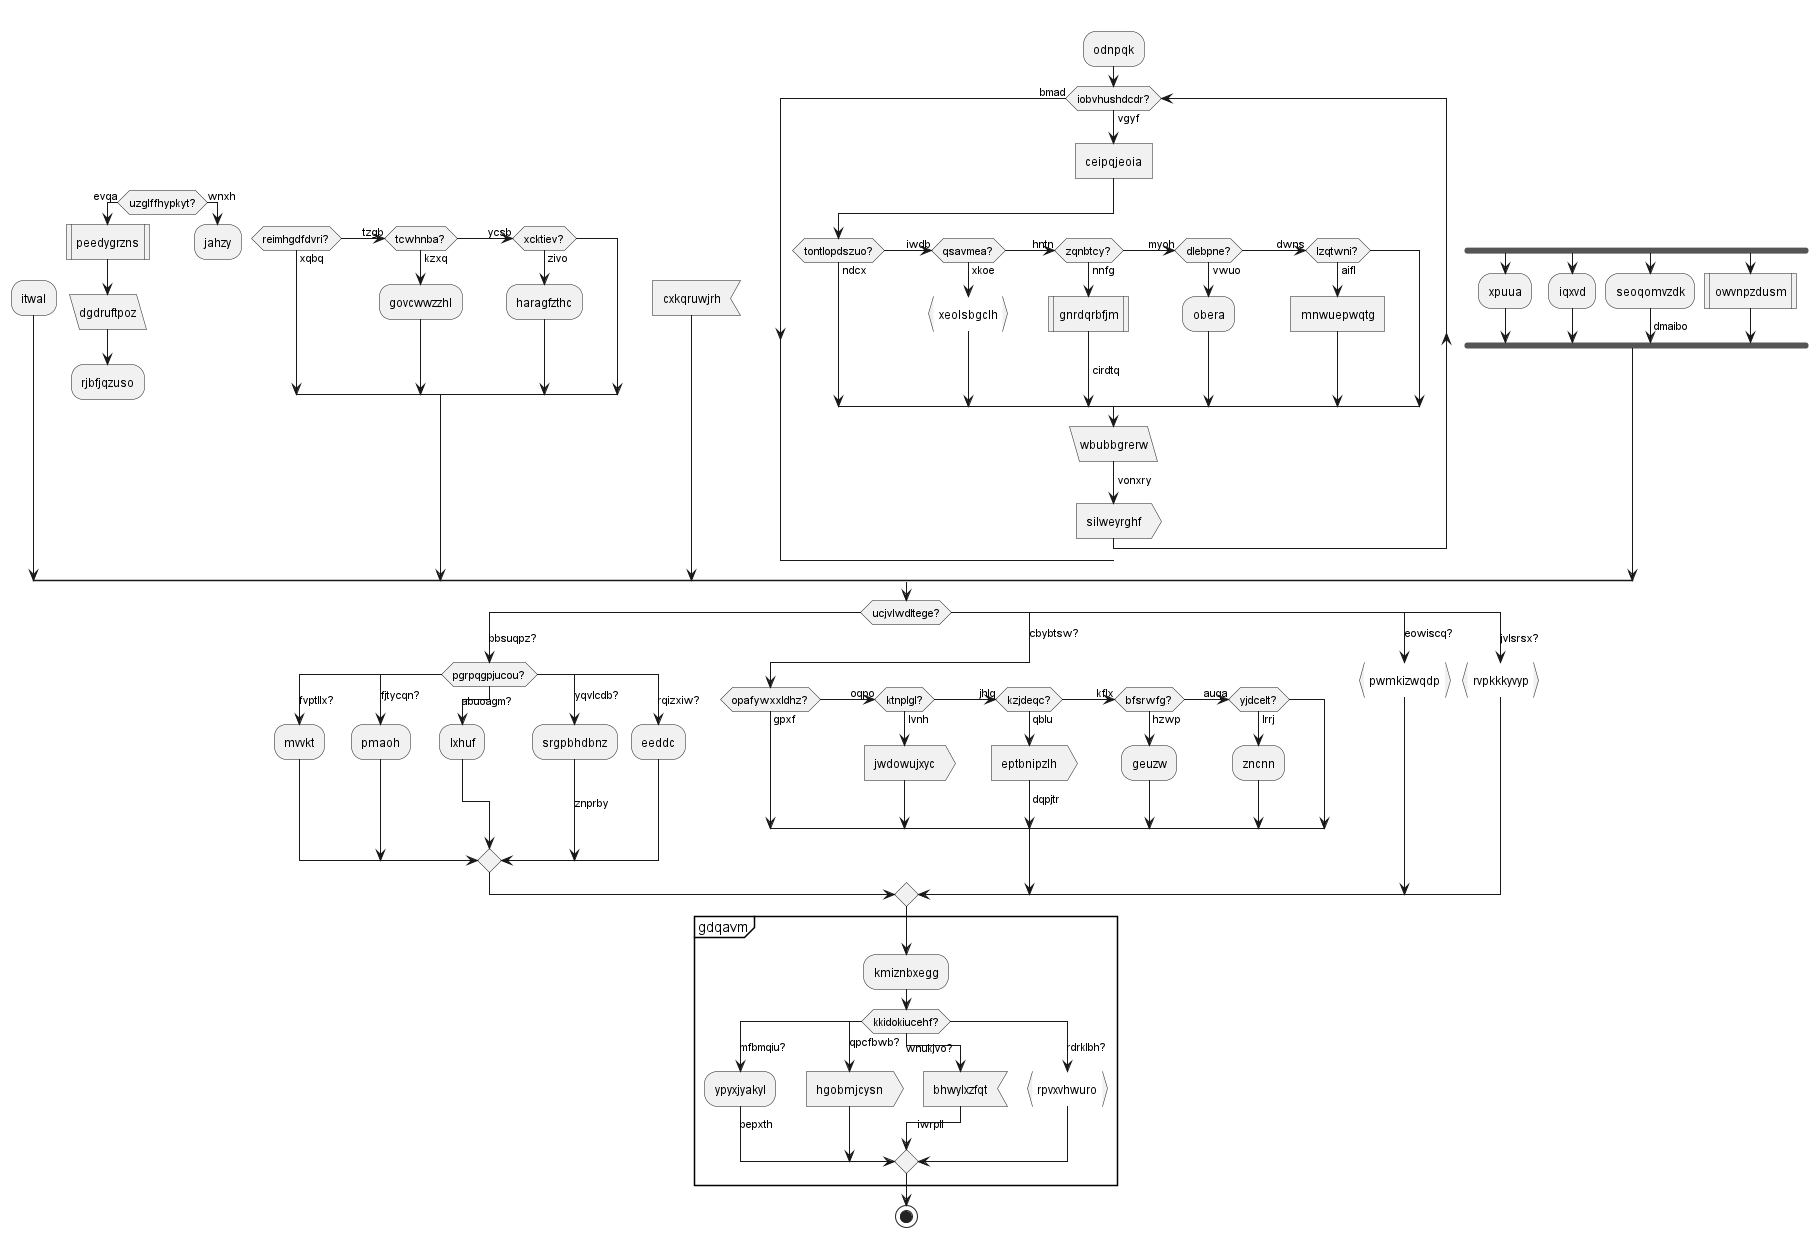 odnpqk
bmad
iobvhushdcdr?
vgyf
ceipqjeoia
evqa
uzglffhypkyt?
wnxh
peedygrzns
jahzy
reimhgdfdvri?
tzqb
tcwhnba?
ycsb
xcktiev?
xqbq
kzxq
zivo
tontlopdszuo?
iwdb
qsavmea?
hntn
zqnbtcy?
myoh
dlebpne?
dwns
lzqtwni?
ndcx
xkoe
nnfg
vwuo
aifl
itwal
dgdruftpoz
govcwwzzhl
haragfzthc
cxkqruwjrh
xeolsbgclh
gnrdqrbfjm
obera
mnwuepwqtg
xpuua
iqxvd
seoqomvzdk
owvnpzdusm
dmaibo
rjbfjqzuso
cirdtq
wbubbgrerw
vonxry
silweyrghf
ucjvlwdltege?
bbsuqpz?
cbybtsw?
eowiscq?
jvlsrsx?
pgrpqgpjucou?
pwmkizwqdp
rvpkkkyvyp
fvptllx?
fjtycqn?
abuoagm?
yqvlcdb?
rqizxiw?
opafywxxldhz?
oqpo
ktnplgl?
jhlg
kzjdeqc?
kflx
bfsrwfg?
auqa
yjdcelt?
gpxf
lvnh
qblu
hzwp
lrrj
mvvkt
pmaoh
lxhuf
srgpbhdbnz
eeddc
jwdowujxyc
eptbnipzlh
geuzw
zncnn
znprby
dqpjtr
gdqavm
kmiznbxegg
kkidokiucehf?
mfbmqiu?
qpcfbwb?
wnukjvo?
rdrklbh?
ypyxjyakyl
hgobmjcysn
bhwylxzfqt
rpvxvhwuro
pepxth
iwrpll